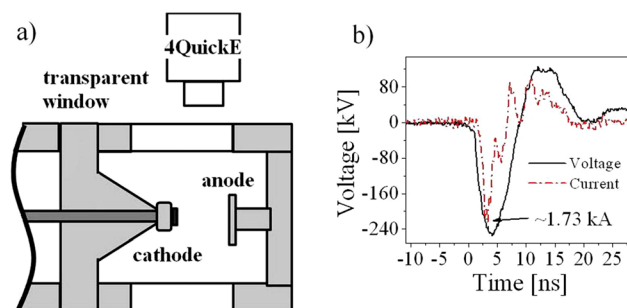 a)
4QuickE
transparent
window
anode
cathode
b)
Voltage [kV]
80
0
-80
-160
-240
Voltage
Current
~1.73 kA
-10 -5 0 5 10 15 20 25
Time [ns]